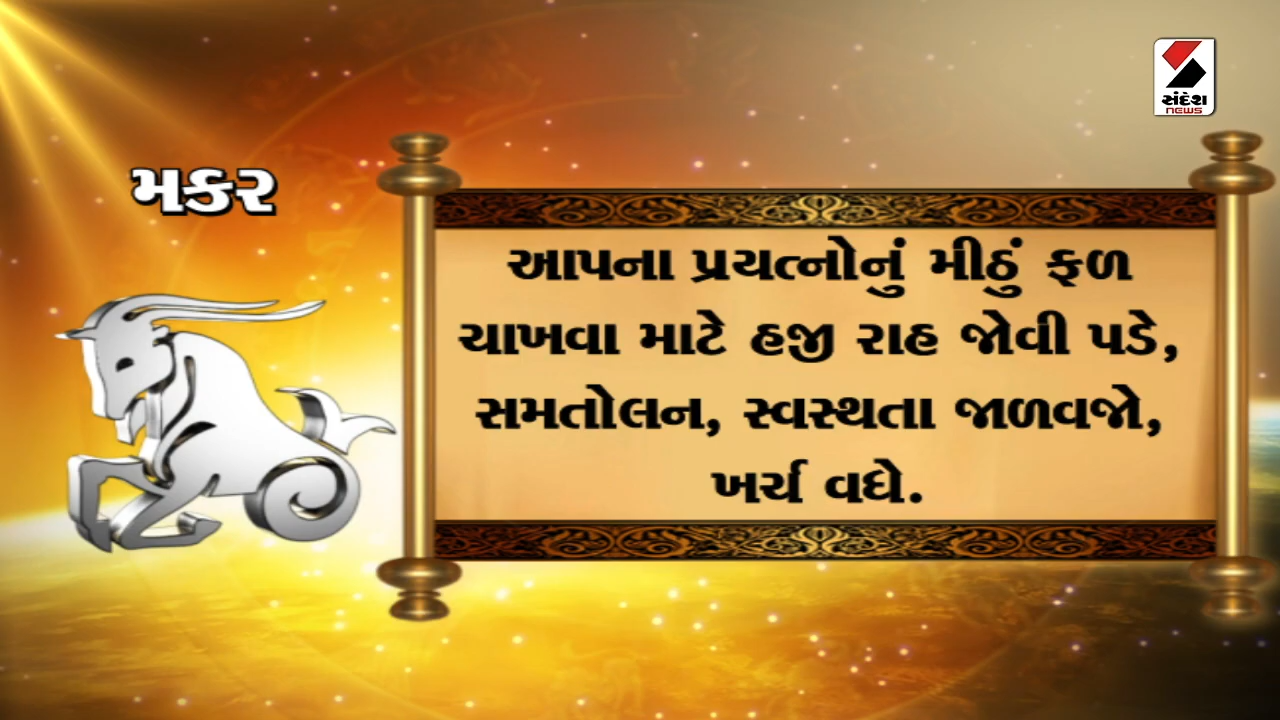 સંદેશ
NEWS
મકર
આપના પ્રયત્નોનું મીઠું ફળ
ચાખવા માટે હજી રાહ જોવી પડે,
સમતોલન, સ્વસ્થતા જાળવજો,
ખર્ચ વધે.